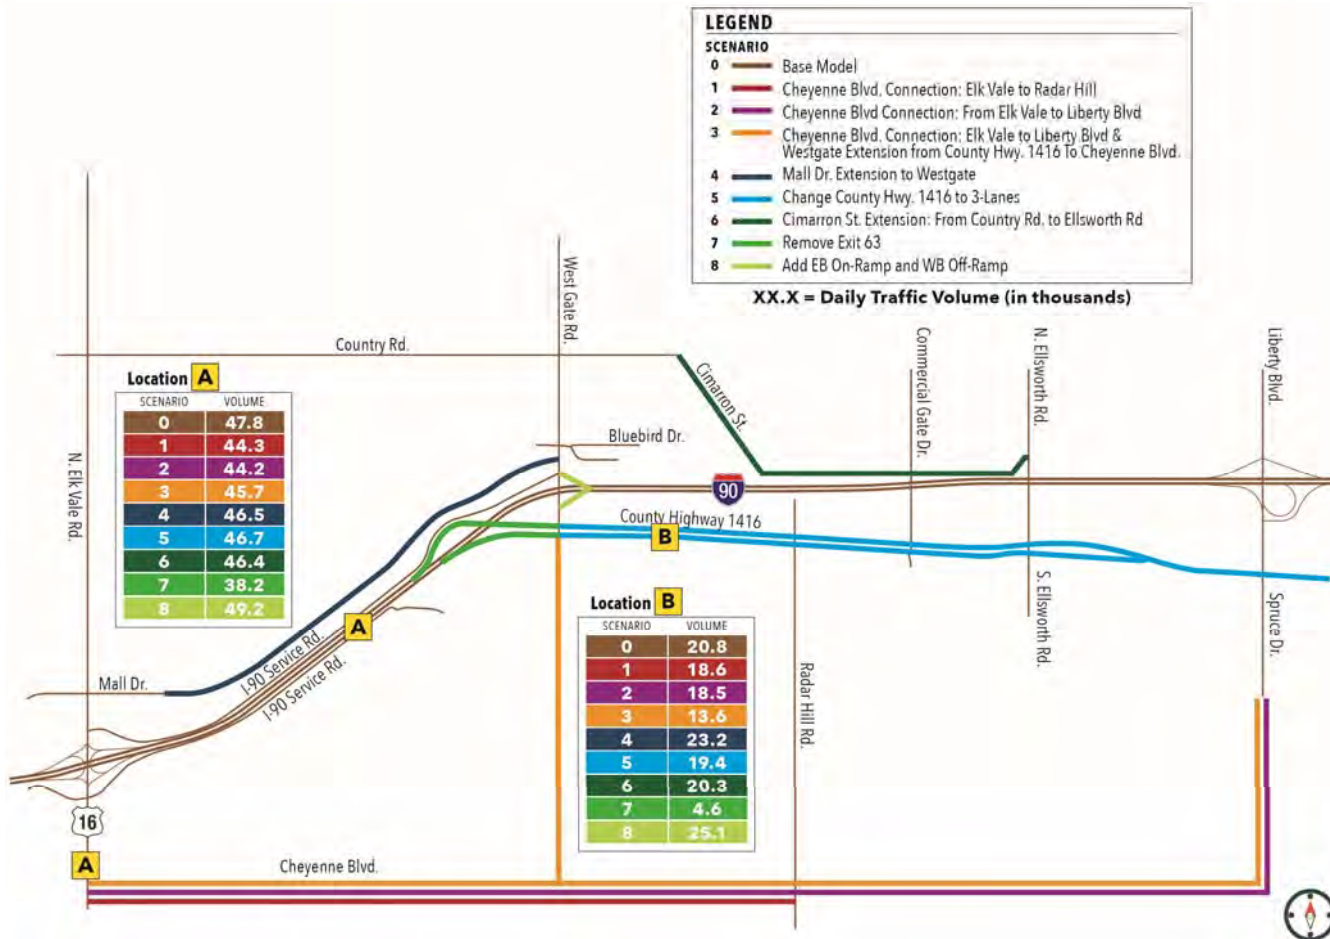 LEGEND
SCENARIO
0 Base Model
1 Cheyenne Blvd. Connection: Elk Vale to Radar Hill
2 Cheyenne Blvd Connection: From Elk Vale to Liberty Blvd
3 Cheyenne Blvd. Connection: Elk Vale to Liberty Blvd &
Westgate Extension from County Hwy. 1416 To Cheyenne Blvd.
4 Mall Dr. Extension to Westgate
5 Change County Hwy. 1416 to 3-Lanes
6 Cimarron St. Extension: From Country Rd. to Ellsworth Rd
7 Remove Exit 63
8 Add EB On-Ramp and WB Off-Ramp
XX.X = Daily Traffic Volume (in thousands)
West Gate Rd.
Country Rd.
Commercial Gate Dr.
N. Ellsworth Rd.
Liberty Blvd.
Cimarron St.
Location A
SCENARIO VOLUME
0 47.8
1 44.3
2 44.2
3 45.7
4 46.5
5 46.7
6 46.4
7 38.2
8 49.2
N. Elk Vale Rd.
Bluebird Dr.
90
County Highway 1416
B
A
I-90 Service Rd.
I-90 Service Rd.
Mall Dr.
Location B
SCENARIO VOLUME
0 20.8
1 18.6
2 18.5
3 13.6
4 23.2
5 19.4
6 20.3
7 4.6
8 25.1
Radar Hill Rd.
S. Ellsworth Rd.
Spruce Dr.
16
A
Cheyenne Blvd.